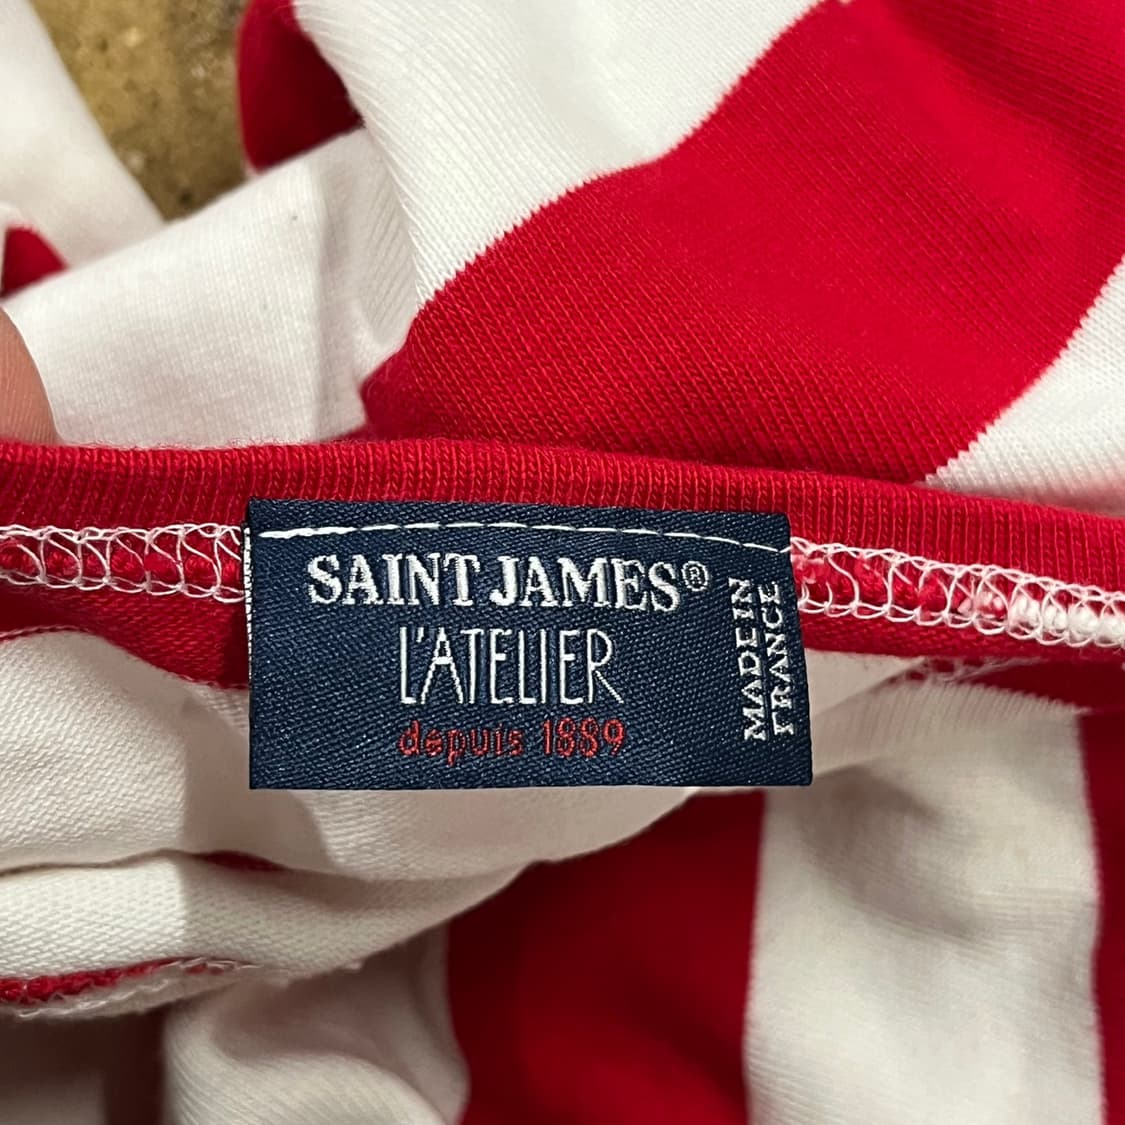 SAINT JAMES®
L'ATELIER
depuis 1889
MADE IN
FRANCE